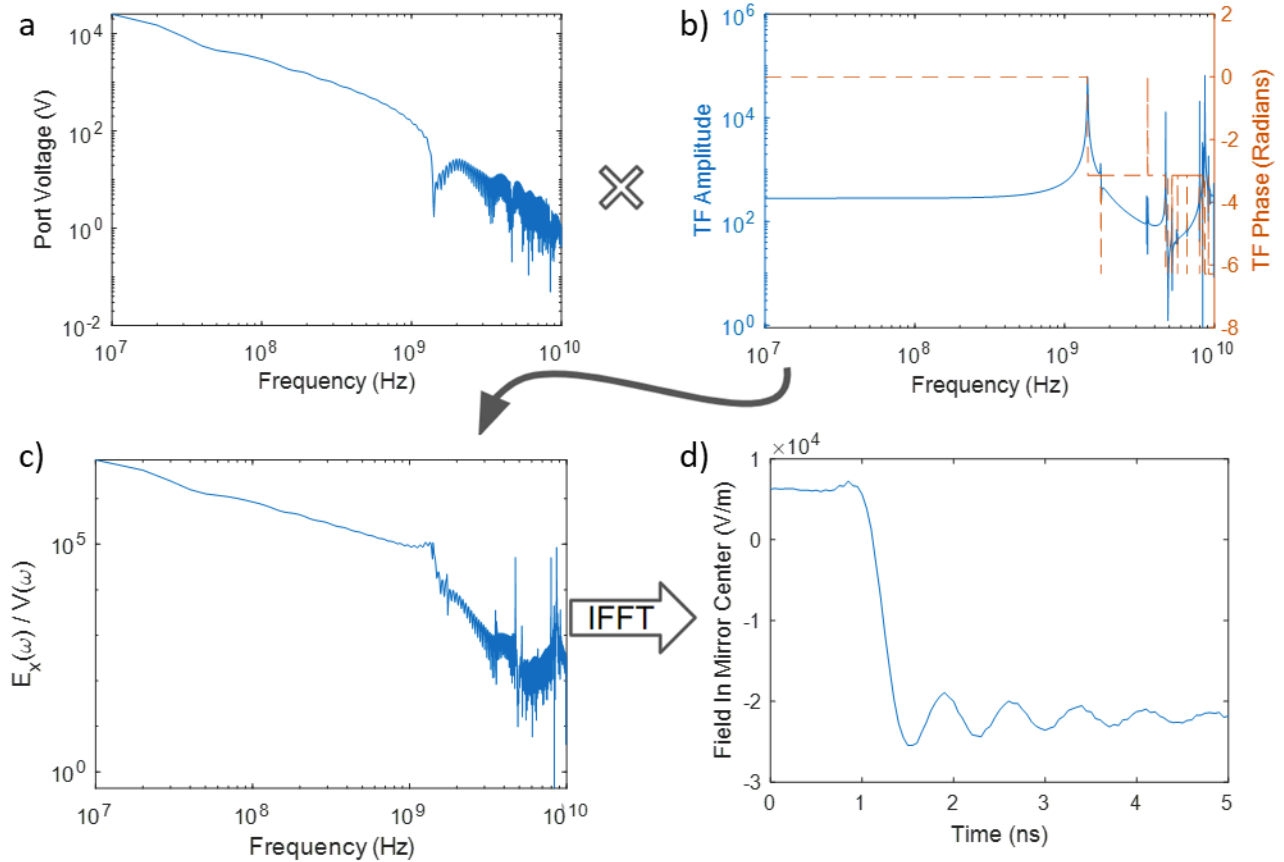 a
Port Voltage (V)
10^4
10^2
10^0
10^-2
10^7
10^8
10^9
10^10
Frequency (Hz)
b)
TF Amplitude
10^6
10^4
10^2
10^0
10^7
10^8
10^9
10^10
Frequency (Hz)
2
0
-2
-4
-6
-8
TF Phase (Radians)
c)
E_x(ω) / V(ω)
10^5
10^0
10^7
10^8
10^9
10^10
Frequency (Hz)
IFFT
d)
×10^4
Field In Mirror Center (V/m)
1
0
-1
-2
-3
0
1
2
3
4
5
Time (ns)